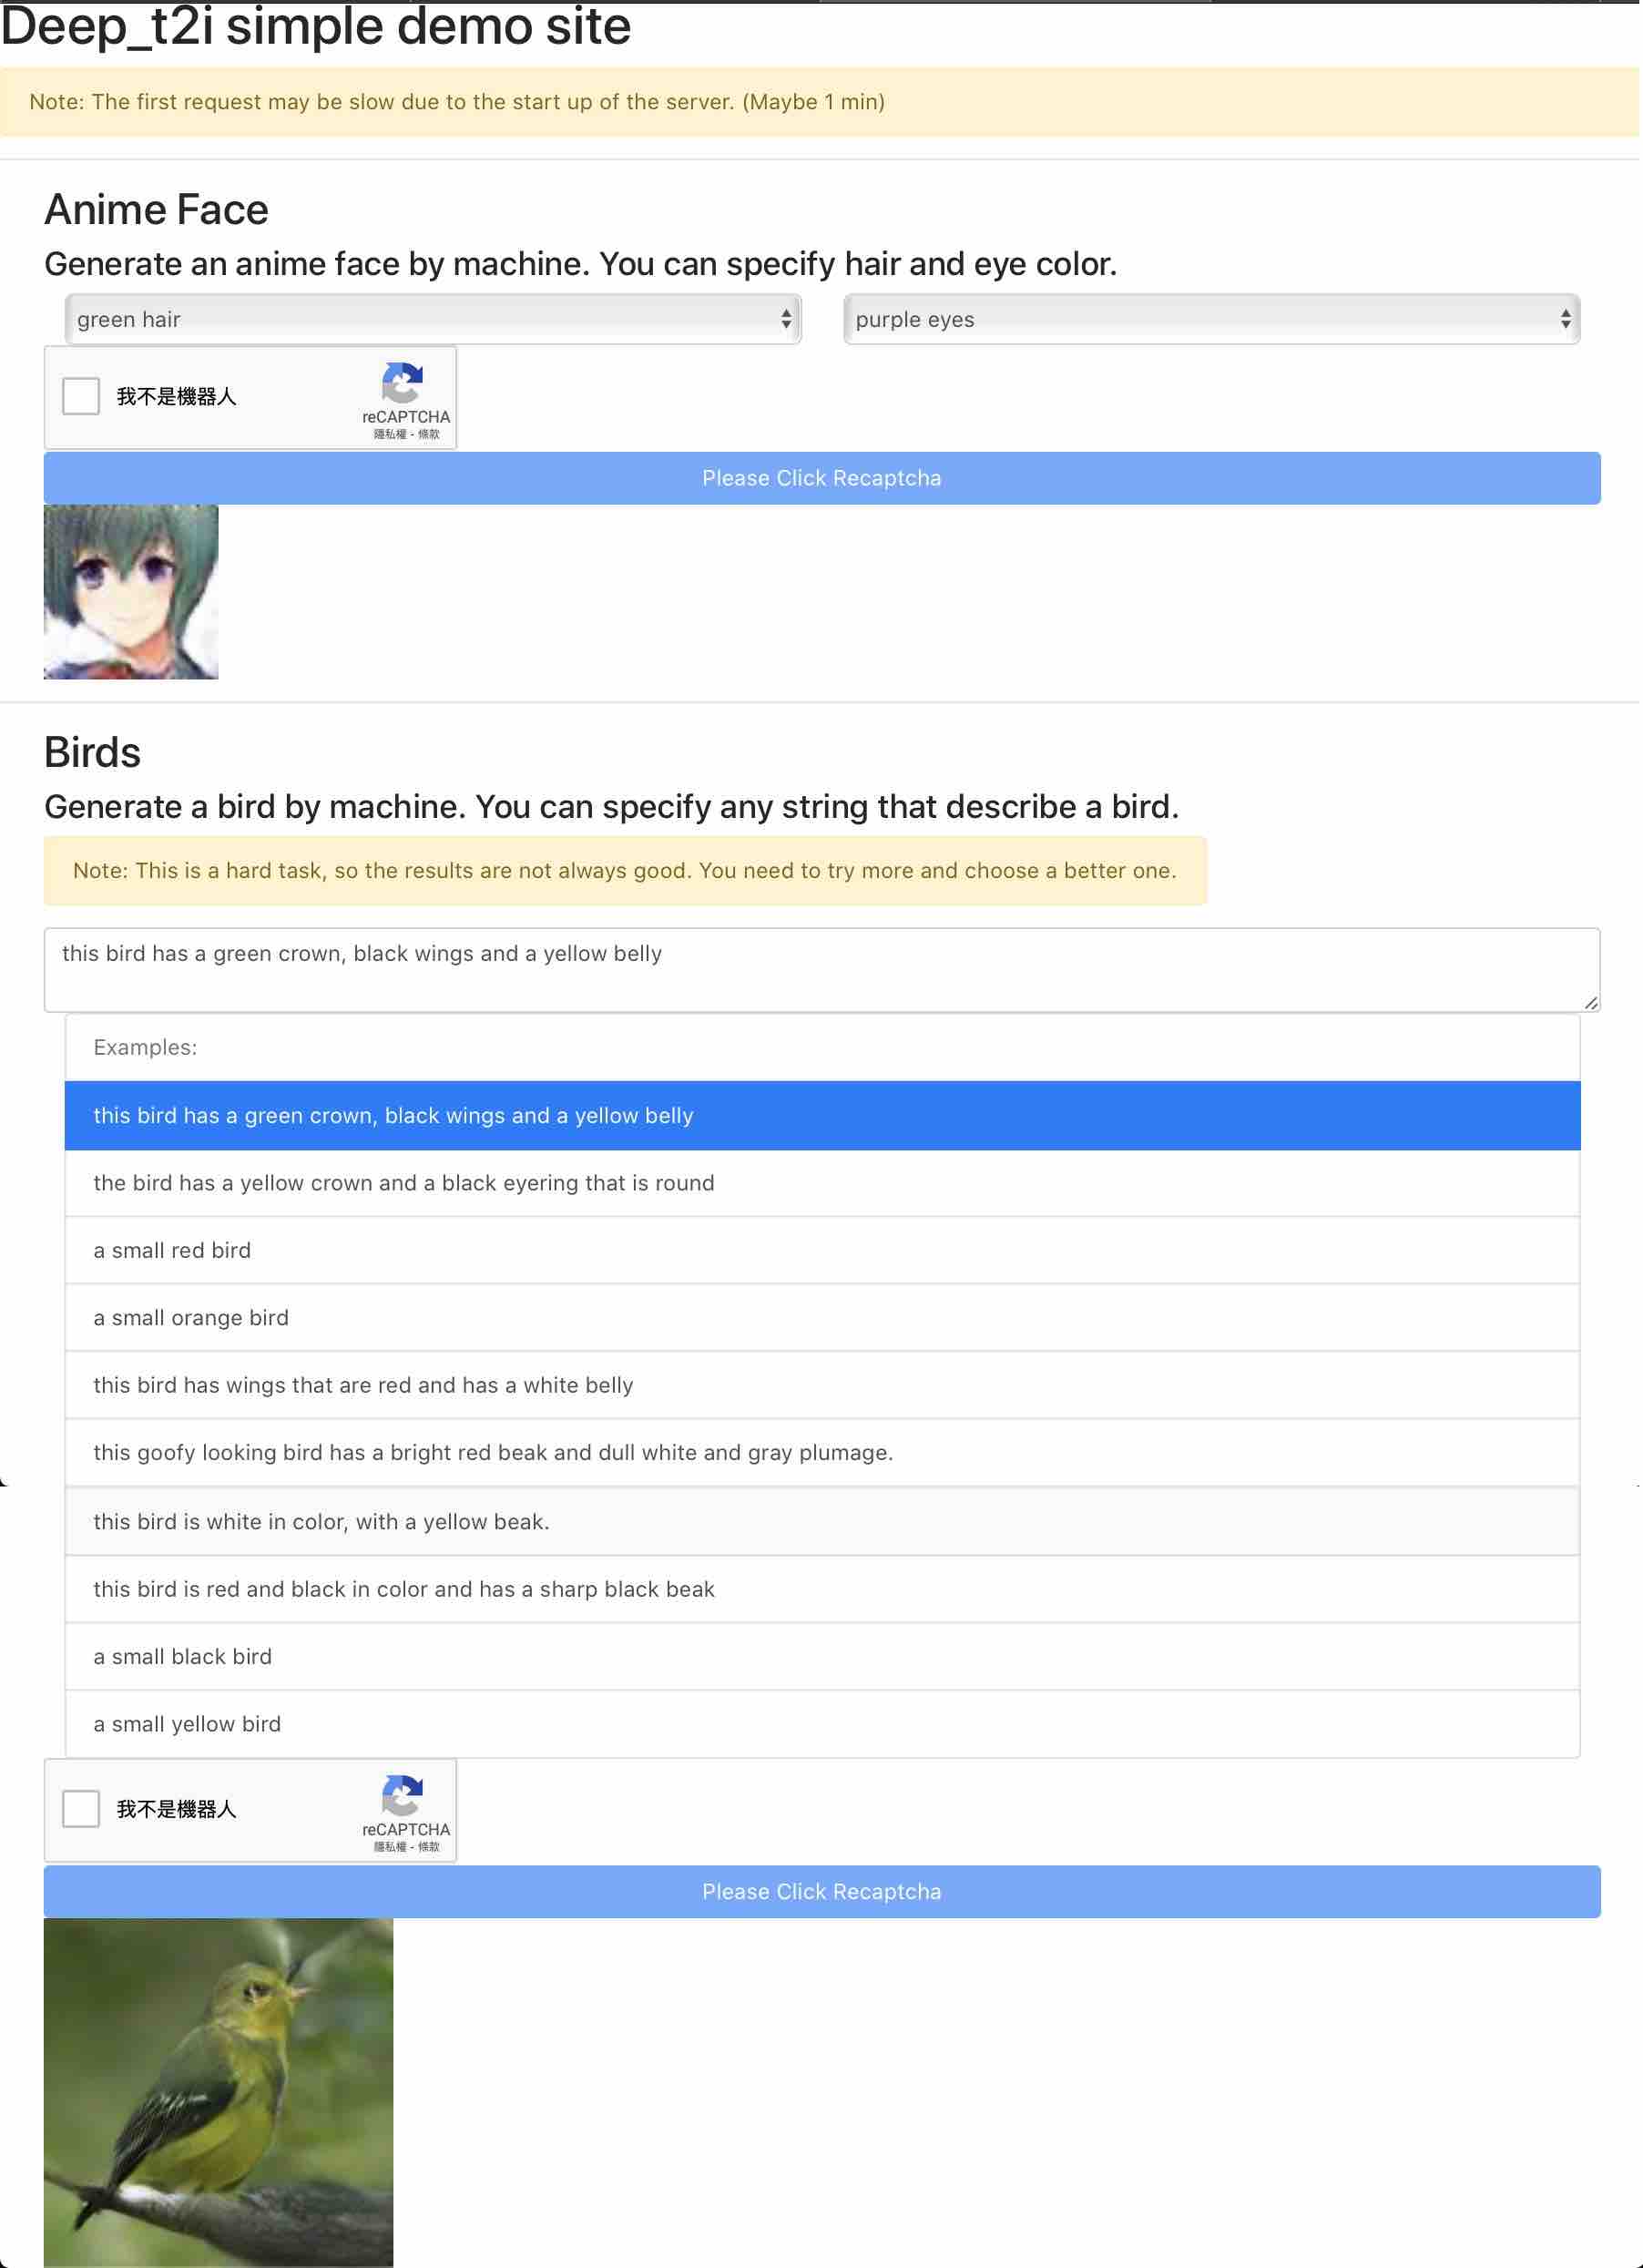 Deep_t2i simple demo site
Note: The first request may be slow due to the start up of the server. (Maybe 1 min)
Anime Face
Generate an anime face by machine. You can specify hair and eye color.
green hair
purple eyes
我不是機器人
reCAPTCHA
隱私權 - 條款
Please Click Recaptcha
Birds
Generate a bird by machine. You can specify any string that describe a bird.
Note: This is a hard task, so the results are not always good. You need to try more and choose a better one.
this bird has a green crown, black wings and a yellow belly
Examples:
this bird has a green crown, black wings and a yellow belly
the bird has a yellow crown and a black eyering that is round
a small red bird
a small orange bird
this bird has wings that are red and has a white belly
this goofy looking bird has a bright red beak and dull white and gray plumage.
this bird is white in color, with a yellow beak.
this bird is red and black in color and has a sharp black beak
a small black bird
a small yellow bird
我不是機器人
reCAPTCHA
隱私權 - 條款
Please Click Recaptcha